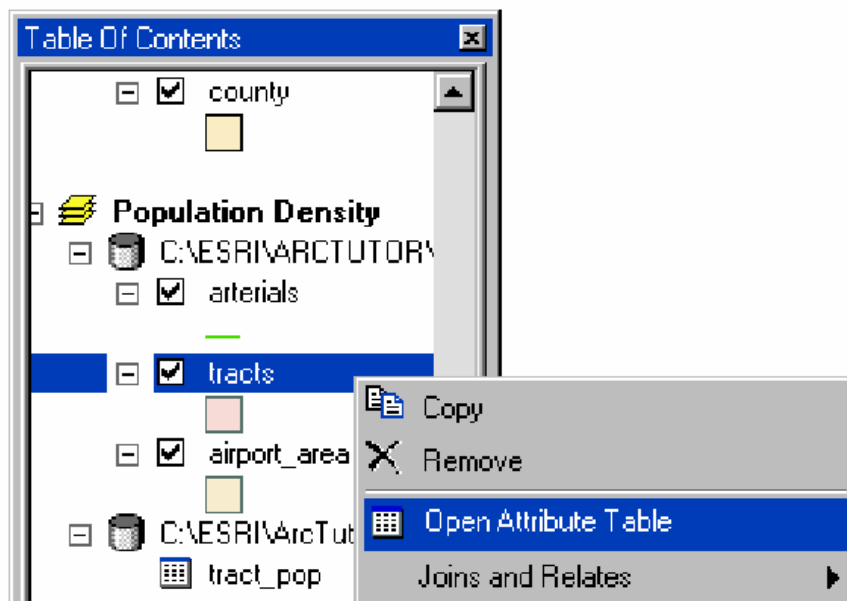 Table Of Contents
county
Population Density
C:\ESRI\ARCTUTOR\
arterials
tracts
Copy
airport_area
Remove
Open Attribute Table
C:\ESRI\ArcTut
tract_pop
Joins and Relates